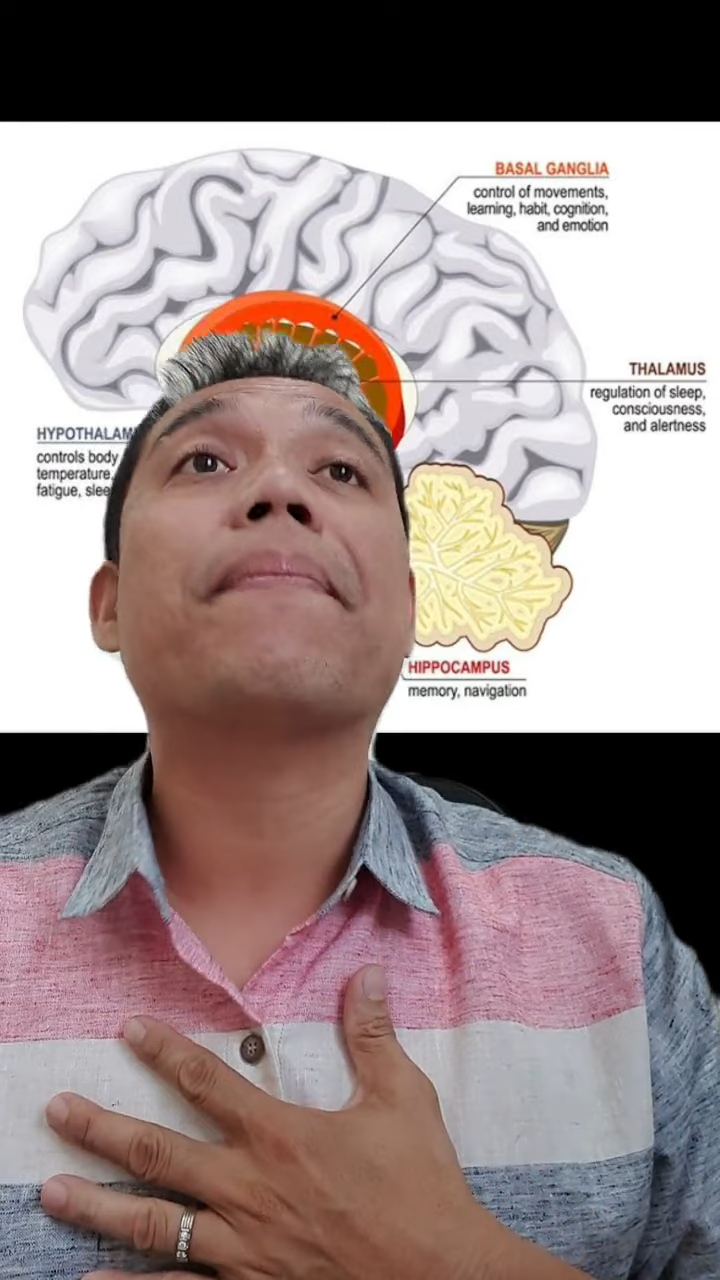 BASAL GANGLIA
control of movements,
learning, habit, cognition,
and emotion
THALAMUS
regulation of sleep,
consciousness,
and alertness
controls body
temperature,
fatigue,
HIPPOCAMPUS
memory, navigation